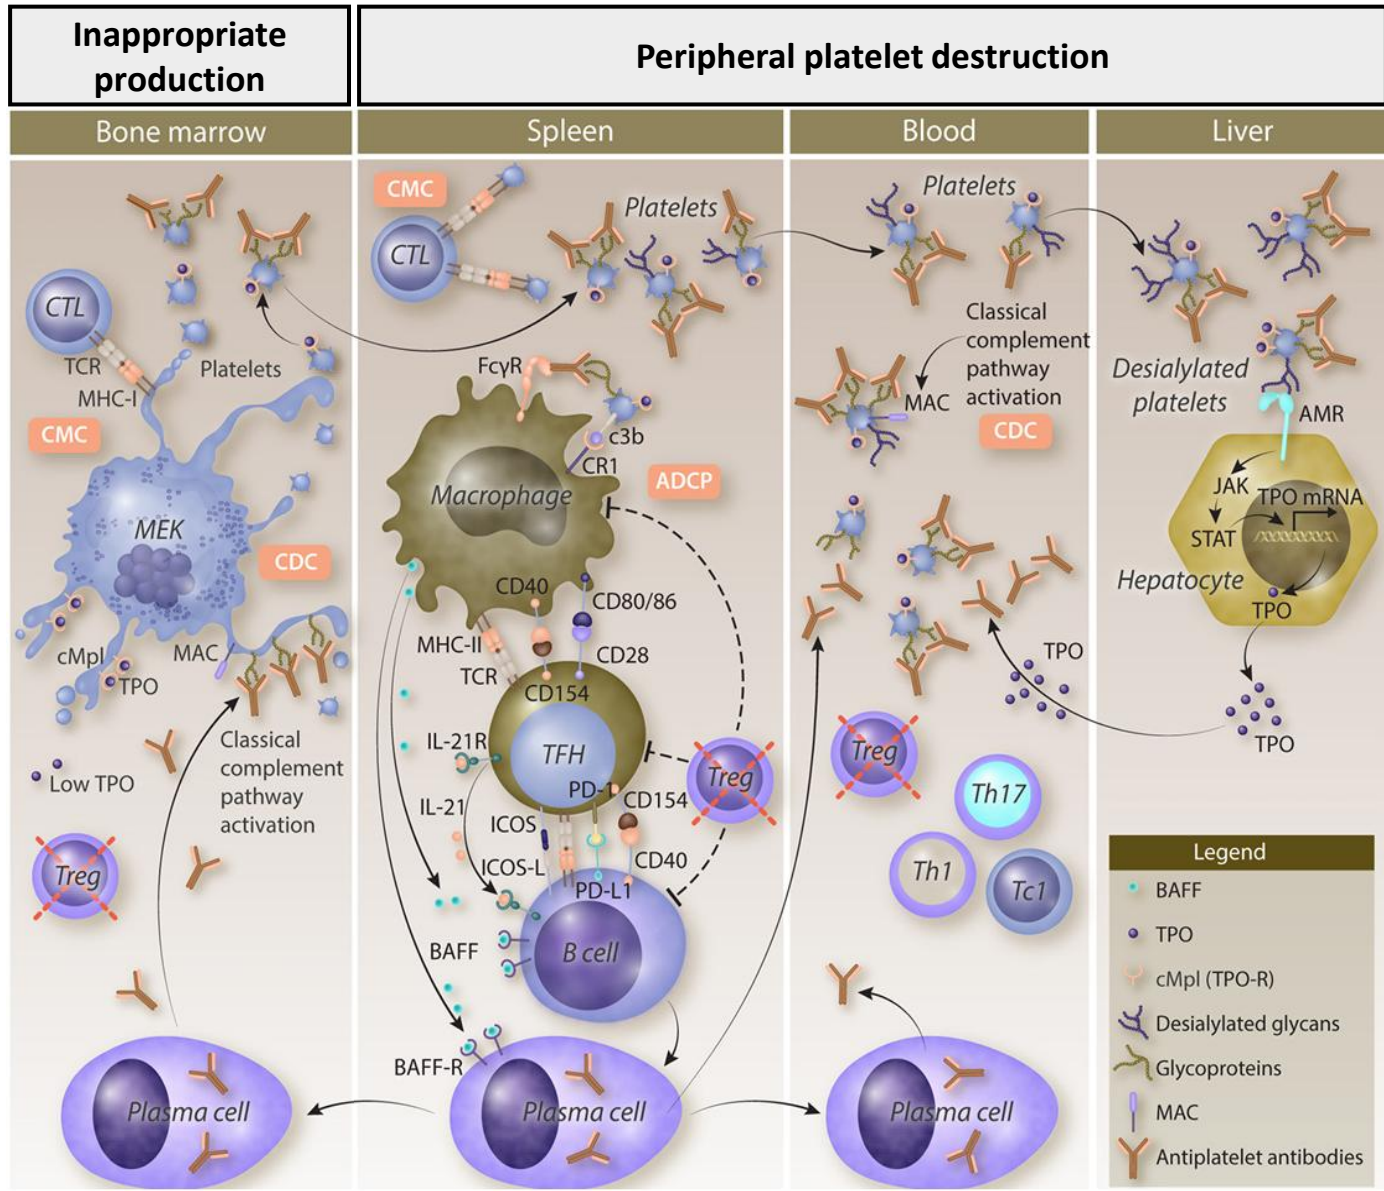 Inappropriate
production
Peripheral platelet destruction
Bone marrow
Spleen
Blood
Liver
CTL
TCR
MHC-I
Platelets
CMC
MEK
CDC
cMpl
TPO
MAC
Low TPO
Classical
complement
pathway
activation
Treg
Plasma cell
CMC
CTL
Platelets
FcγR
c3b
CR1
Macrophage
ADCP
CD40
CD80/86
MHC-II
TCR
CD28
CD154
IL-21R
TFH
Treg
PD-1
CD154
IL-21
ICOS
ICOS-L
CD40
PD-L1
BAFF
B cell
BAFF-R
Plasma cell
Platelets
Classical
complement
pathway
activation
MAC
CDC
TPO
Treg
Th17
Th1
Tc1
Plasma cell
Desialylated
platelets
AMR
JAK
TPO mRNA
STAT
Hepatocyte
TPO
TPO
Legend
BAFF
TPO
cMpl (TPO-R)
Desialylated glycans
Glycoproteins
MAC
Antiplatelet antibodies